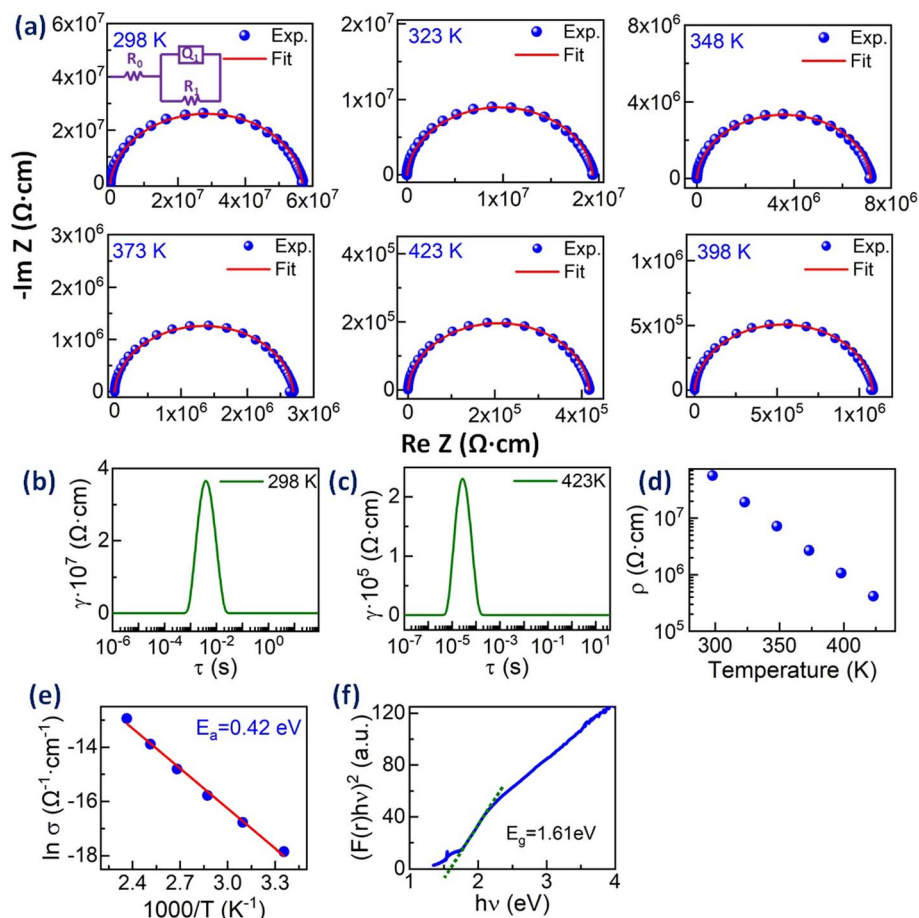 (a)
298 K
Exp.
Fit
R₀
Q₁
R₁
6x10⁷
4x10⁷
2x10⁷
0
0
2x10⁷
4x10⁷
6x10⁷
323 K
Exp.
Fit
2x10⁷
1x10⁷
0
0
1x10⁷
2x10⁷
348 K
Exp.
Fit
8x10⁶
6x10⁶
4x10⁶
2x10⁶
0
0
4x10⁶
8x10⁶
-Im Z (Ω·cm)
373 K
Exp.
Fit
3x10⁶
2x10⁶
1x10⁶
0
0
1x10⁶
2x10⁶
3x10⁶
423 K
Exp.
Fit
4x10⁵
2x10⁵
0
0
2x10⁵
4x10⁵
398 K
Exp.
Fit
1x10⁶
5x10⁵
0
0
5x10⁵
1x10⁶
Re Z (Ω·cm)
(b)
298 K
γ·10⁷ (Ω·cm)
4
2
0
10⁻⁶
10⁻⁴
10⁻²
10⁰
τ (s)
(c)
423K
γ·10⁵ (Ω·cm)
2
1
0
10⁻⁷
10⁻⁵
10⁻³
10⁻¹
10¹
τ (s)
(d)
ρ (Ω·cm)
10⁷
10⁶
10⁵
300
350
400
Temperature (K)
(e)
Eₐ=0.42 eV
ln σ (Ω⁻¹·cm⁻¹)
-14
-16
-18
2.4
2.7
3.0
3.3
1000/T (K⁻¹)
(f)
E_g=1.61eV
(F(r)hν)² (a.u.)
120
80
40
0
1
2
3
4
hν (eV)